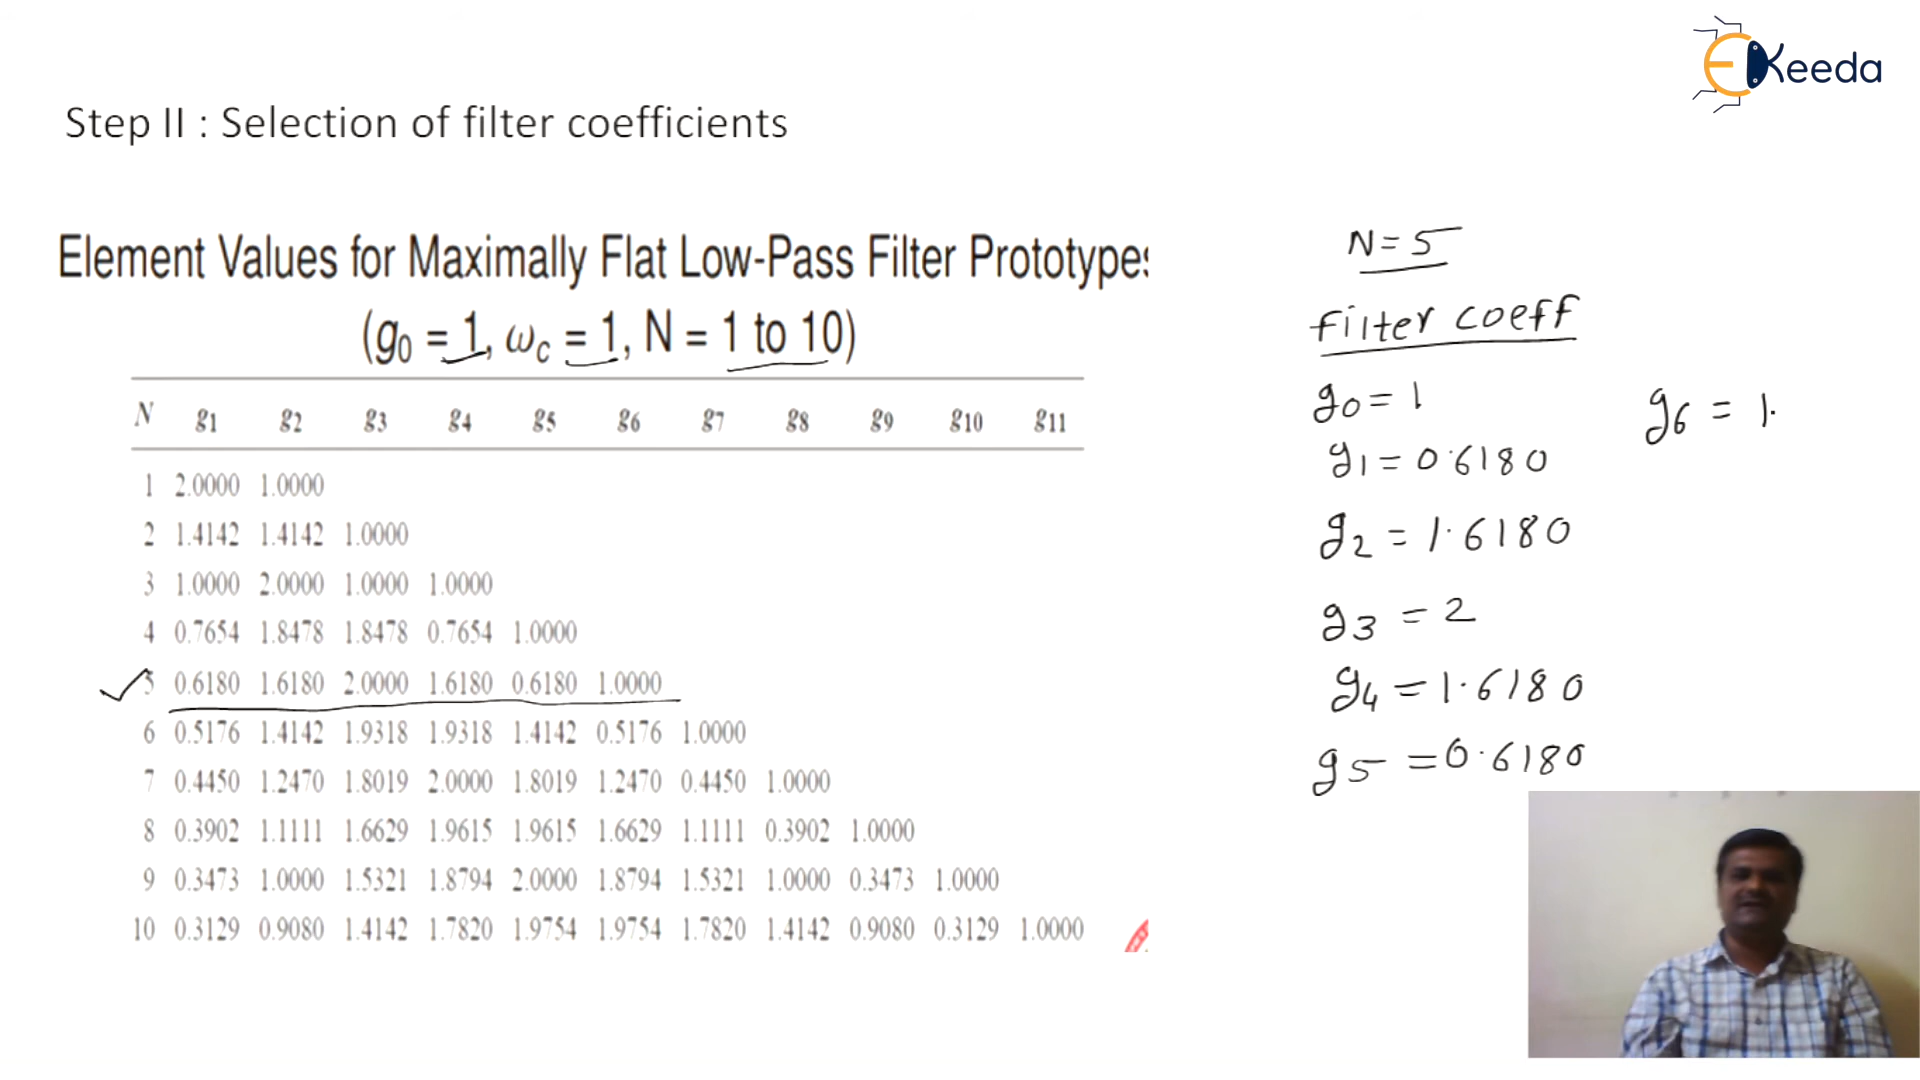 EKeeda
Step II : Selection of filter coefficients
Element Values for Maximally Flat Low-Pass Filter Prototypes
(g0 = 1, ωc = 1, N = 1 to 10)
N g1 g2 g3 g4 g5 g6 g7 g8 g9 g10 g11
1 2.0000 1.0000
2 1.4142 1.4142 1.0000
3 1.0000 2.0000 1.0000 1.0000
4 0.7654 1.8478 1.8478 0.7654 1.0000
5 0.6180 1.6180 2.0000 1.6180 0.6180 1.0000
6 0.5176 1.4142 1.9318 1.9318 1.4142 0.5176 1.0000
7 0.4450 1.2470 1.8019 2.0000 1.8019 1.2470 0.4450 1.0000
8 0.3902 1.1111 1.6629 1.9615 1.9615 1.6629 1.1111 0.3902 1.0000
9 0.3473 1.0000 1.5321 1.8794 2.0000 1.8794 1.5321 1.0000 0.3473 1.0000
10 0.3129 0.9080 1.4142 1.7820 1.9754 1.9754 1.7820 1.4142 0.9080 0.3129 1.0000
N = 5
Filter coeff
g0 = 1
g1 = 0.6180
g2 = 1.6180
g3 = 2
g4 = 1.6180
g5 = 0.6180
g6 = 1.